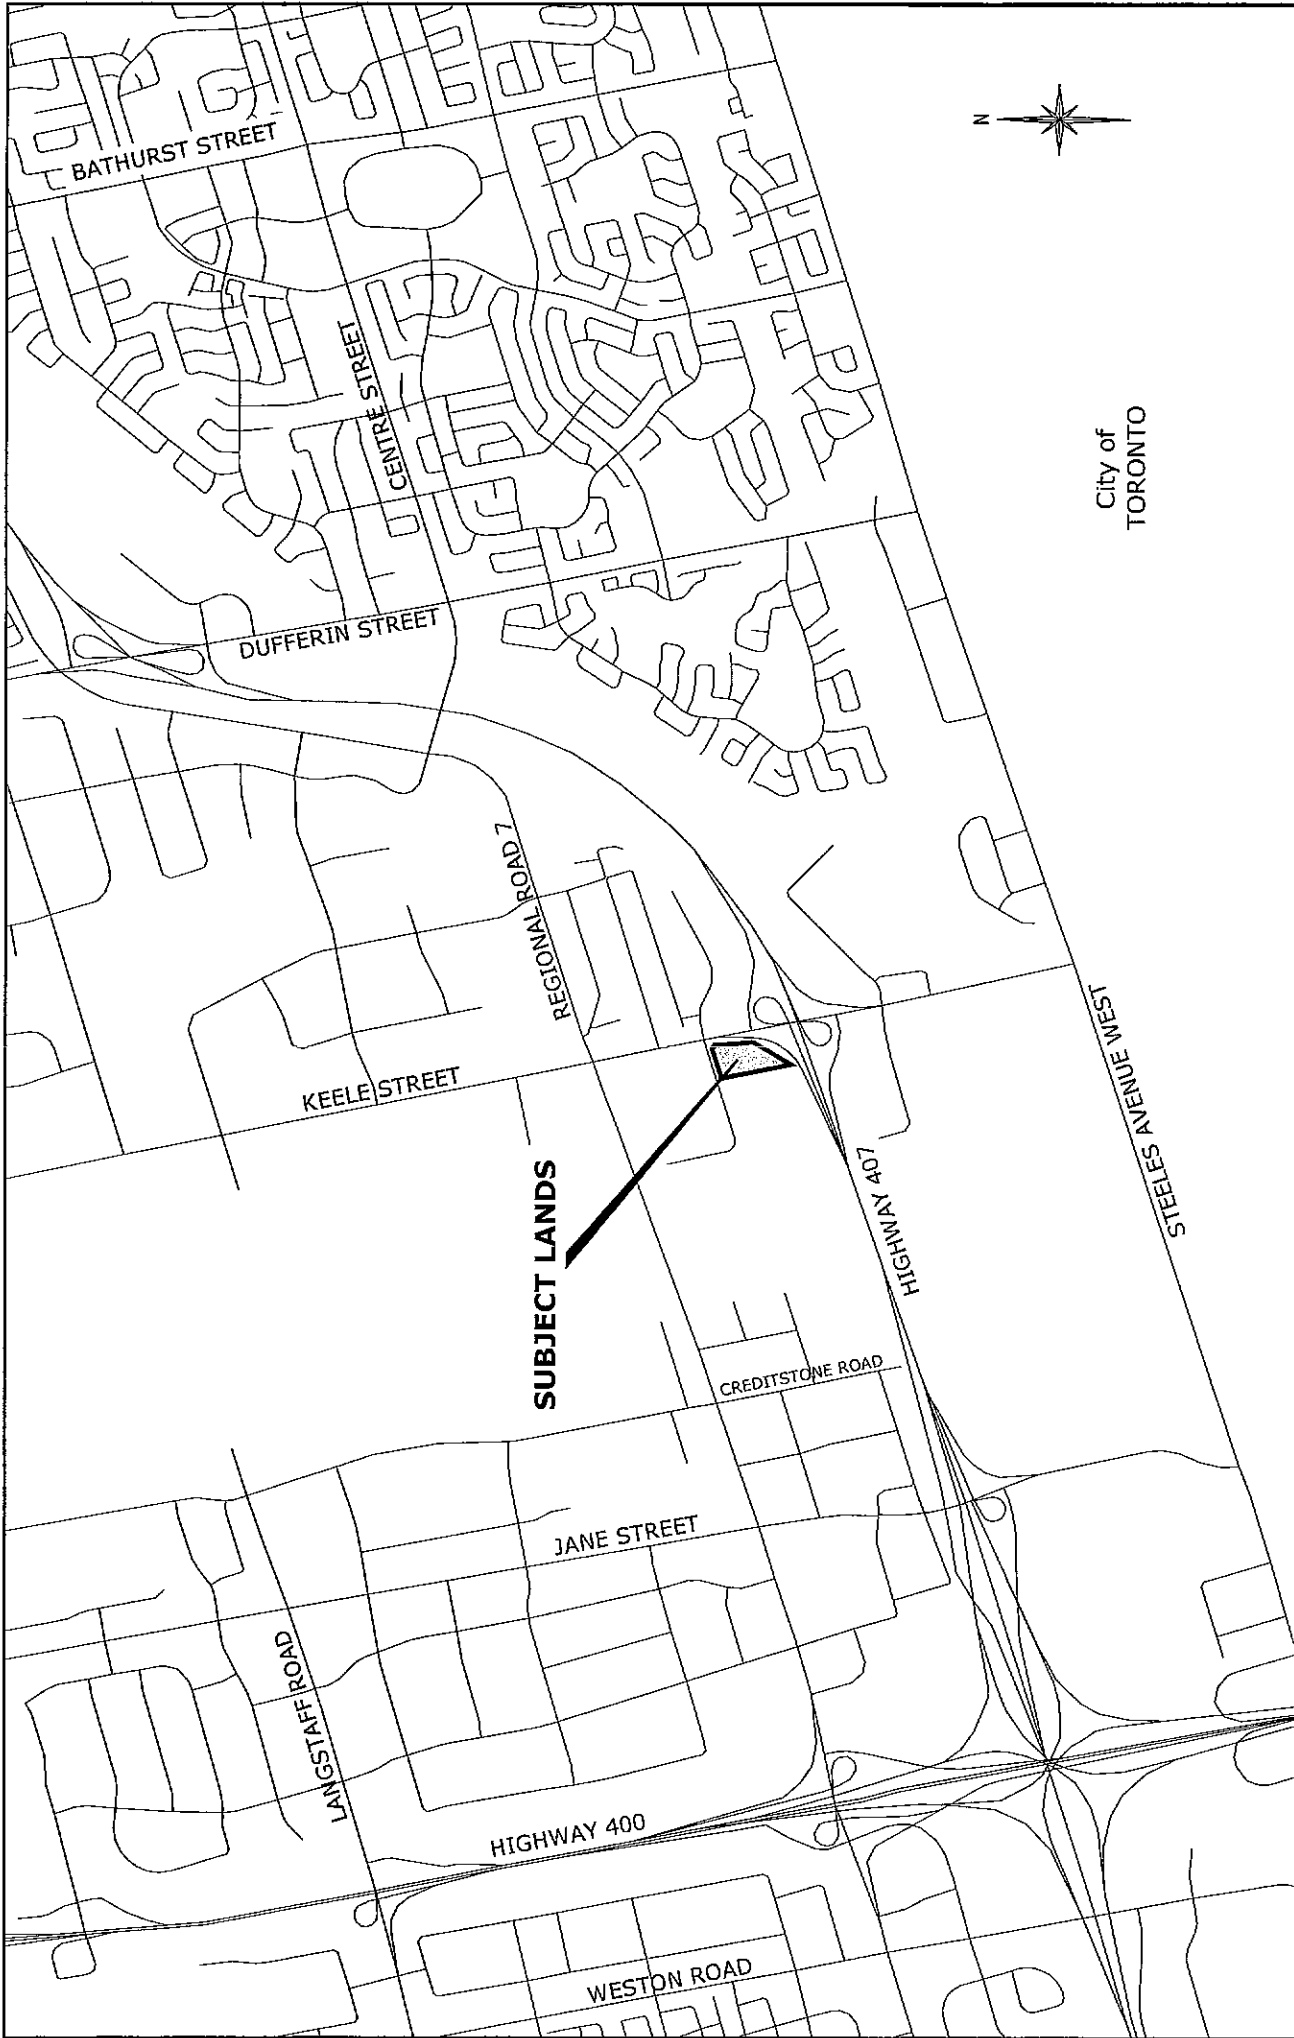 BATHURST STREET
N
CENTRE STREET
City of
TORONTO
DUFFERIN STREET
REGIONAL ROAD 7
KEELE STREET
STEELES AVENUE WEST
SUBJECT LANDS
HIGHWAY 407
CREDITSTONE ROAD
JANE STREET
LANGSTAFF ROAD
HIGHWAY 400
WESTON ROAD